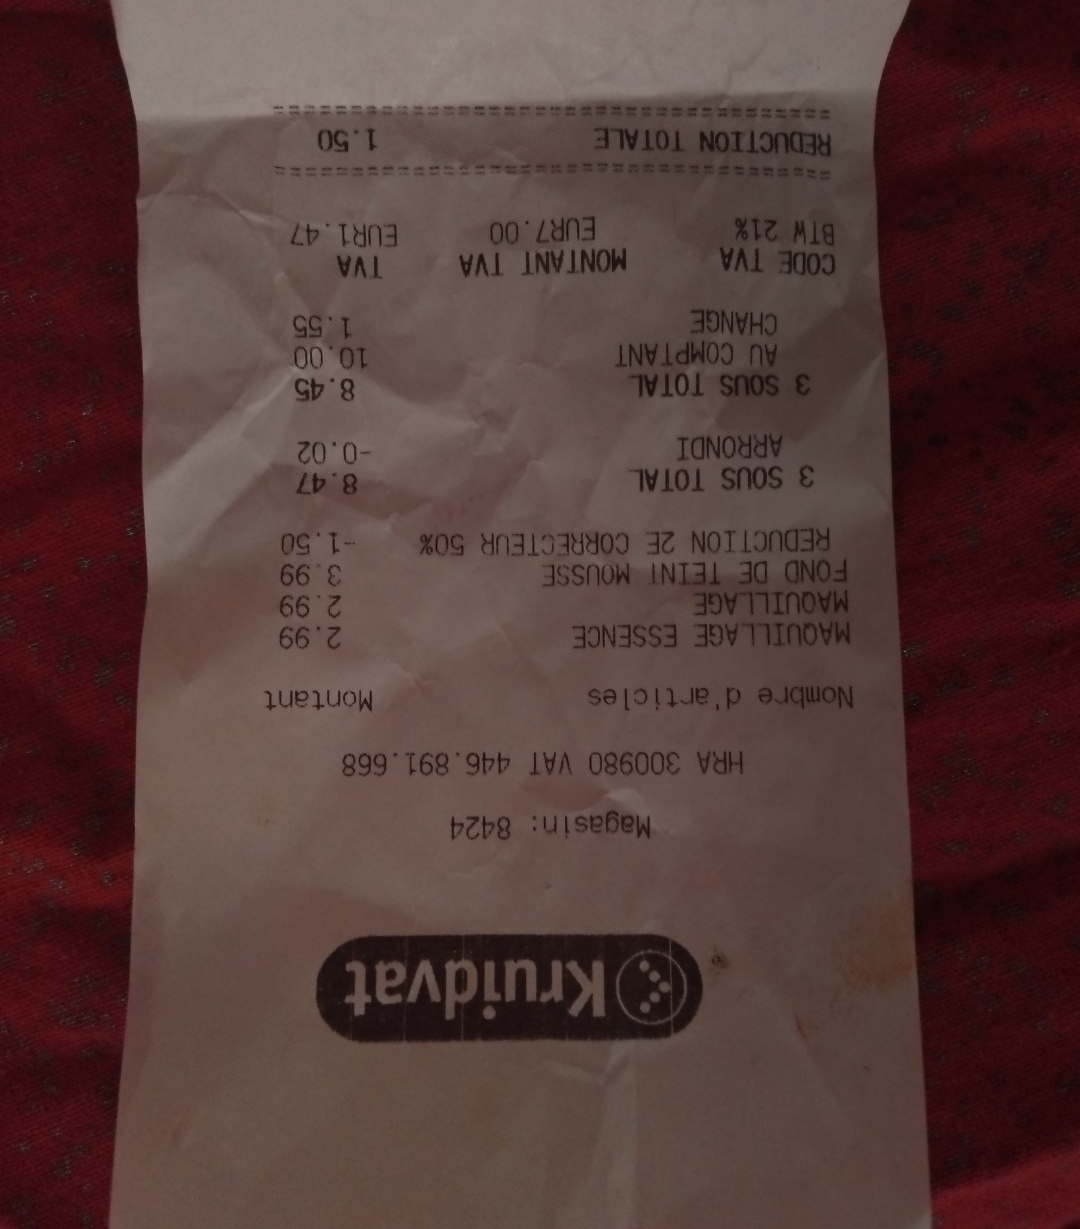 Kruidvat
Magasin: 8424
HRA 300980 VAT 446.891.668
Nombre d'articles Montant
MAQUILLAGE ESSENCE 2.99
MAQUILLAGE 2.99
FOND DE TEINT MOUSSE 3.99
REDUCTION 2E CORRECTEUR 50% -1.50
3 SOUS TOTAL 8.47
ARRONDI -0.02
3 SOUS TOTAL 8.45
AU COMPTANT 10.00
CHANGE 1.55
CODE TVA MONTANT TVA TVA
BTW 21% EUR7.00 EUR1.47
================================
REDUCTION TOTALE 1.50
================================